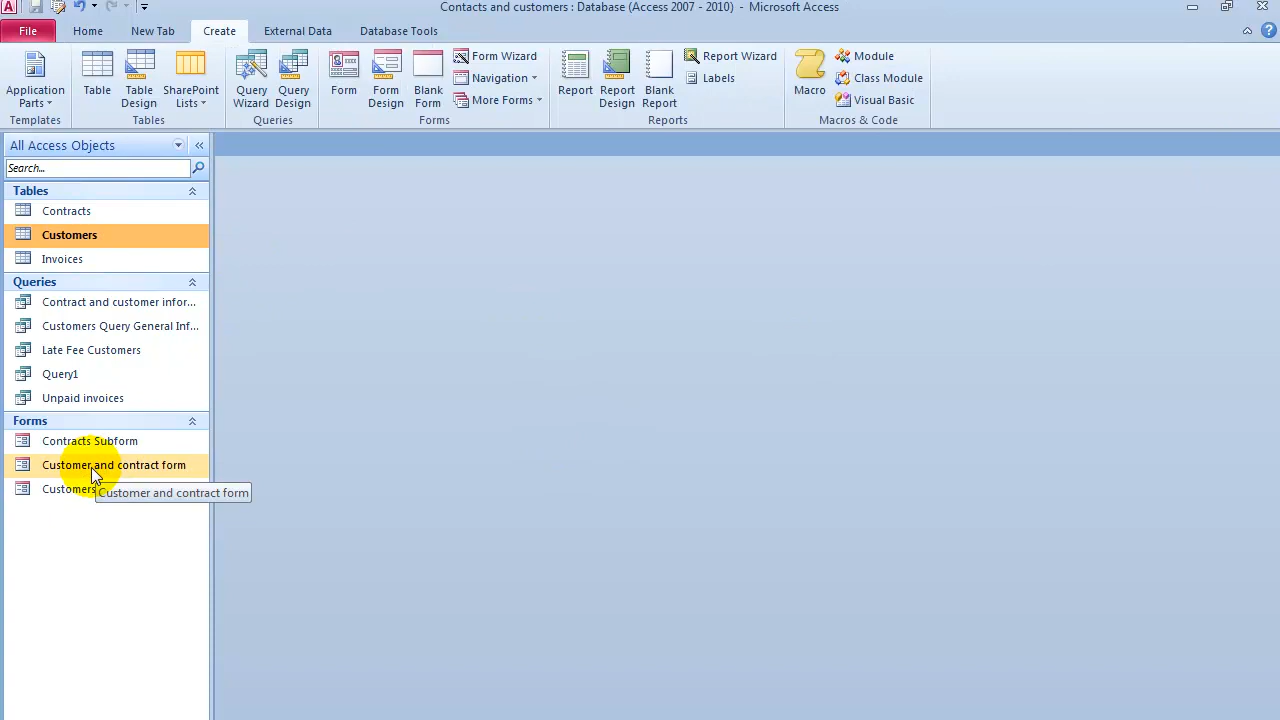 Contacts and customers : Database (Access 2007 - 2010)  -  Microsoft Access
File Home New Tab Create External Data Database Tools
Application Parts
Table
Table Design
SharePoint Lists
Query Wizard
Query Design
Form
Form Design
Blank Form
Form Wizard
Navigation
More Forms
Report
Report Design
Blank Report
Report Wizard
Labels
Macro
Module
Class Module
Visual Basic
Templates Tables Queries Forms Reports Macros & Code
All Access Objects
Search...
Tables
Contracts
Customers
Invoices
Queries
Contract and customer infor...
Customers Query General Inf...
Late Fee Customers
Query1
Unpaid invoices
Forms
Contracts Subform
Customer and contract form
Customers
Customer and contract form